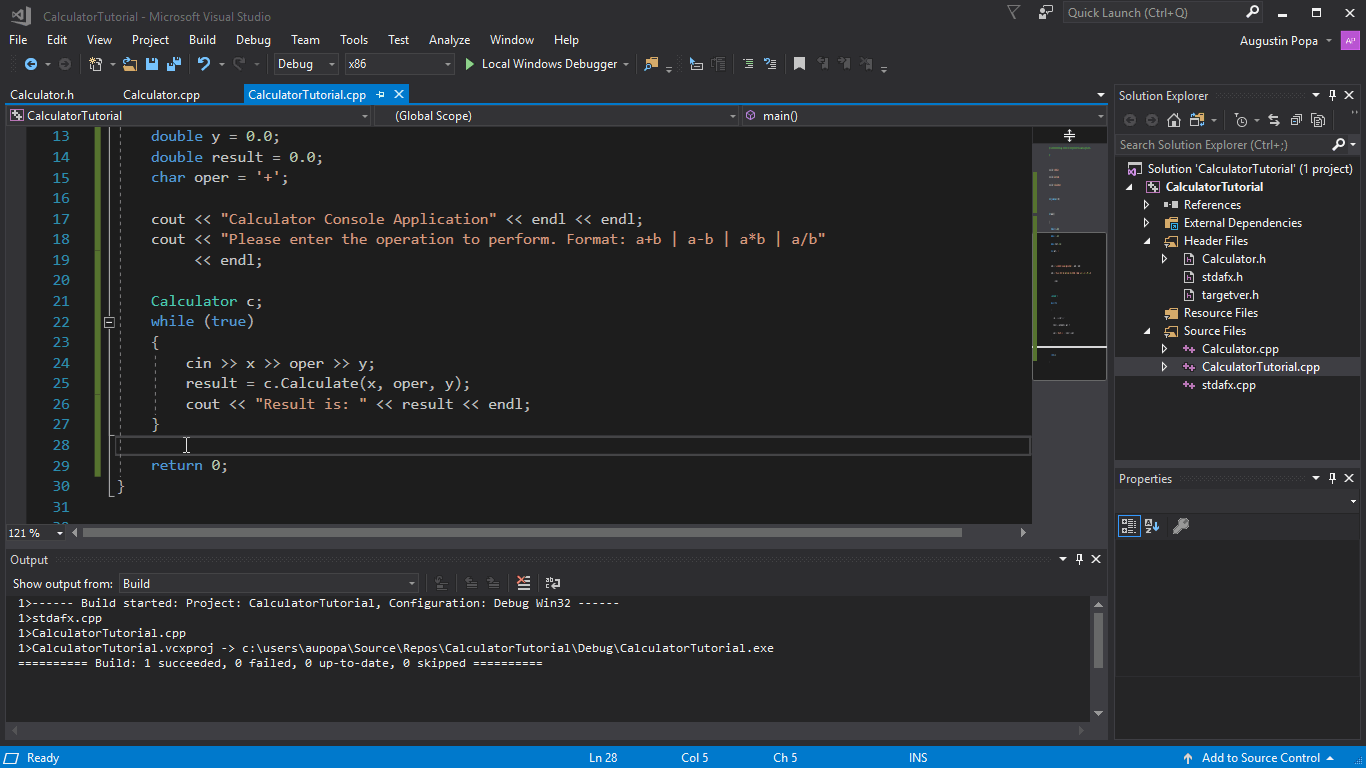 CalculatorTutorial - Microsoft Visual Studio
Quick Launch (Ctrl+Q)
File Edit View Project Build Debug Team Tools Test Analyze Window Help
Augustin Popa
AP
Debug x86 Local Windows Debugger
Calculator.h Calculator.cpp CalculatorTutorial.cpp
CalculatorTutorial (Global Scope) main()
13 double y = 0.0;
14 double result = 0.0;
15 char oper = '+';
16
17 cout << "Calculator Console Application" << endl << endl;
18 cout << "Please enter the operation to perform. Format: a+b | a-b | a*b | a/b"
19 << endl;
20
21 Calculator c;
22 while (true)
23 {
24 cin >> x >> oper >> y;
25 result = c.Calculate(x, oper, y);
26 cout << "Result is: " << result << endl;
27 }
28
29 return 0;
30 }
31
121 %
Output
Show output from: Build
1>------ Build started: Project: CalculatorTutorial, Configuration: Debug Win32 ------
1>stdafx.cpp
1>CalculatorTutorial.cpp
1>CalculatorTutorial.vcxproj -> c:\users\aupopa\Source\Repos\CalculatorTutorial\Debug\CalculatorTutorial.exe
========== Build: 1 succeeded, 0 failed, 0 up-to-date, 0 skipped ==========
Solution Explorer
Search Solution Explorer (Ctrl+;)
Solution 'CalculatorTutorial' (1 project)
CalculatorTutorial
References
External Dependencies
Header Files
Calculator.h
stdafx.h
targetver.h
Resource Files
Source Files
Calculator.cpp
CalculatorTutorial.cpp
stdafx.cpp
Properties
Ready Ln 28 Col 5 Ch 5 INS Add to Source Control